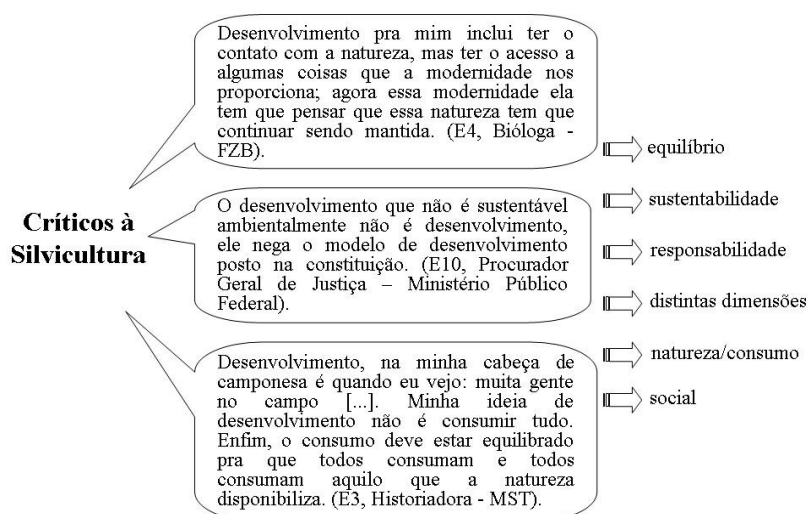 Desenvolvimento pra mim inclui ter o
contato com a natureza, mas ter o acesso a
algumas coisas que a modernidade nos
proporciona; agora essa modernidade ela
tem que pensar que essa natureza tem que
continuar sendo mantida. (E4, Bióloga -
FZB).
Críticos à
Silvicultura
O desenvolvimento que não é sustentável
ambientalmente não é desenvolvimento,
ele nega o modelo de desenvolvimento
posto na constituição. (E10, Procurador
Geral de Justiça – Ministério Público
Federal).
Desenvolvimento, na minha cabeça de
camponesa é quando eu vejo: muita gente
no campo [...]. Minha ideia de
desenvolvimento não é consumir tudo.
Enfim, o consumo deve estar equilibrado
pra que todos consumam e todos
consumam aquilo que a natureza
disponibiliza. (E3, Historiadora - MST).
equilíbrio
sustentabilidade
responsabilidade
distintas dimensões
natureza/consumo
social